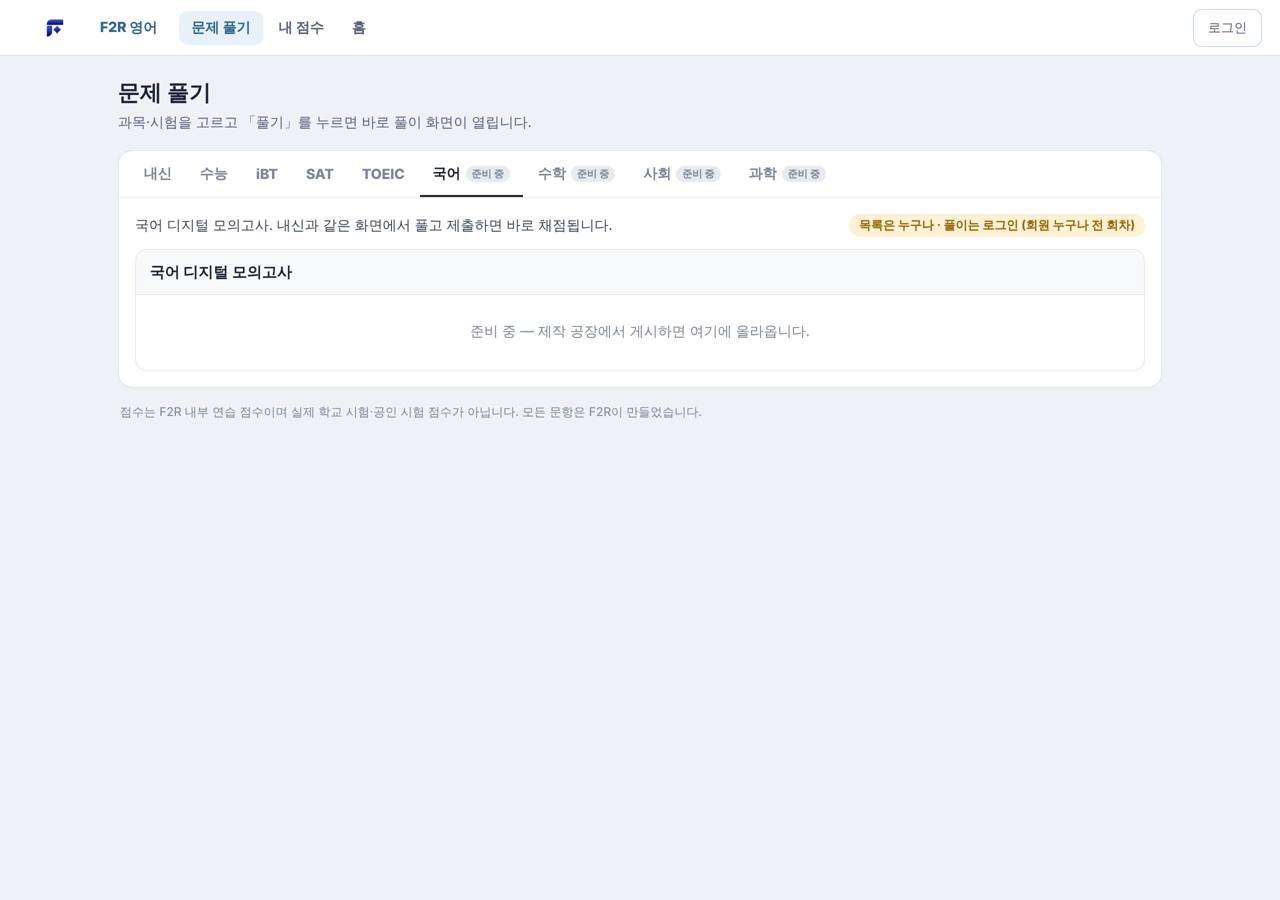 F2R 영어 문제 풀기 내 점수 홈 로그인
문제 풀기
과목·시험을 고르고 「풀기」를 누르면 바로 풀이 화면이 열립니다.
내신 수능 iBT SAT TOEIC 국어 준비 중 수학 준비 중 사회 준비 중 과학 준비 중
국어 디지털 모의고사. 내신과 같은 화면에서 풀고 제출하면 바로 채점됩니다. 목록은 누구나 · 풀이는 로그인 (회원 누구나 전 회차)
국어 디지털 모의고사
준비 중 — 제작 공장에서 게시하면 여기에 올라옵니다.
점수는 F2R 내부 연습 점수이며 실제 학교 시험·공인 시험 점수가 아닙니다. 모든 문항은 F2R이 만들었습니다.